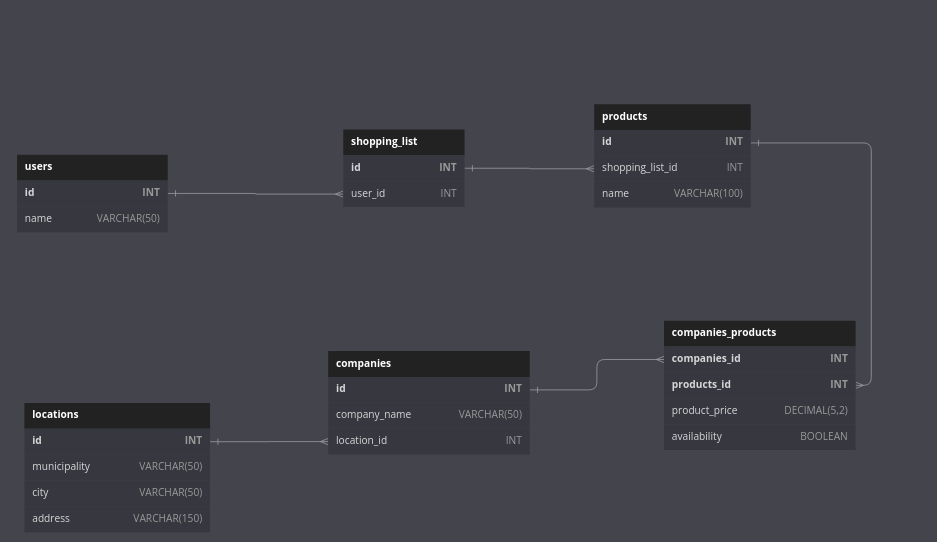 products
id INT
shopping_list_id INT
name VARCHAR(100)
shopping_list
id INT
user_id INT
users
id INT
name VARCHAR(50)
companies_products
companies_id INT
products_id INT
product_price DECIMAL(5,2)
availability BOOLEAN
companies
id INT
company_name VARCHAR(50)
location_id INT
locations
id INT
municipality VARCHAR(50)
city VARCHAR(50)
address VARCHAR(150)